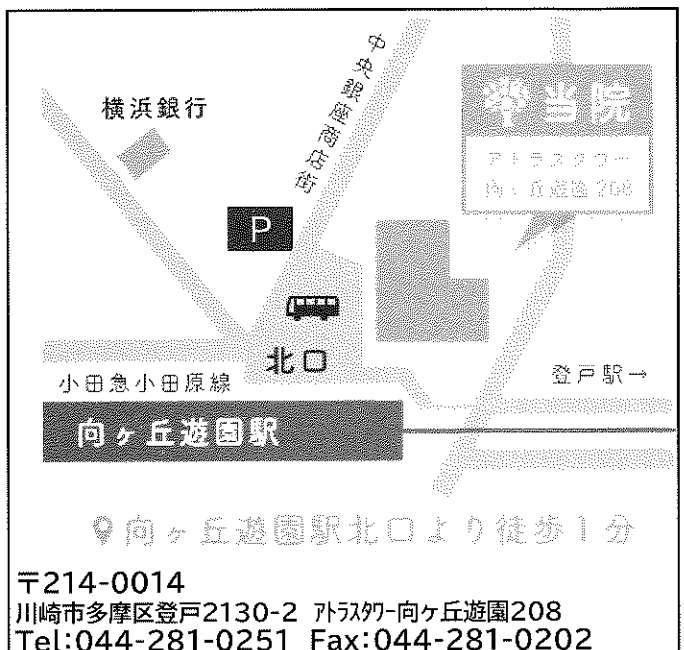 中央銀座商店街
横浜銀行
当院
アトラスタワー
向ヶ丘遊園 208
P
北口
小田急小田原線
登戸駅→
向ヶ丘遊園駅
向ヶ丘遊園駅北口より徒歩1分
〒214-0014
川崎市多摩区登戸2130-2 アトラスタワー向ヶ丘遊園208
Tel:044-281-0251 Fax:044-281-0202